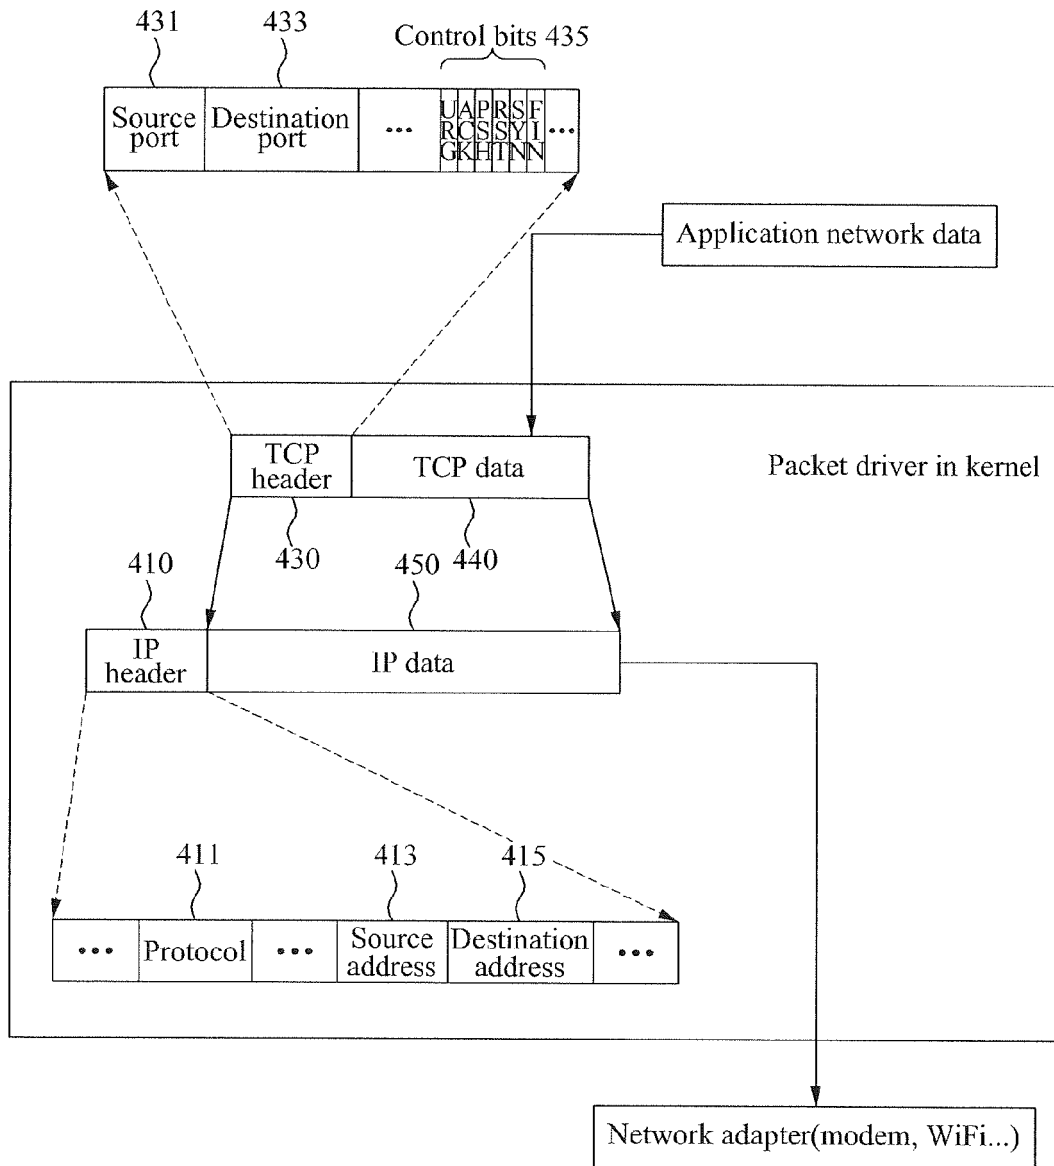 431
433
Control bits 435
Source port
Destination port
...
URG
ACK
PSH
RST
SYN
FIN
...
Application network data
TCP header
TCP data
Packet driver in kernel
430
440
410
450
IP header
IP data
411
413
415
...
Protocol
...
Source address
Destination address
...
Network adapter(modem, WiFi...)